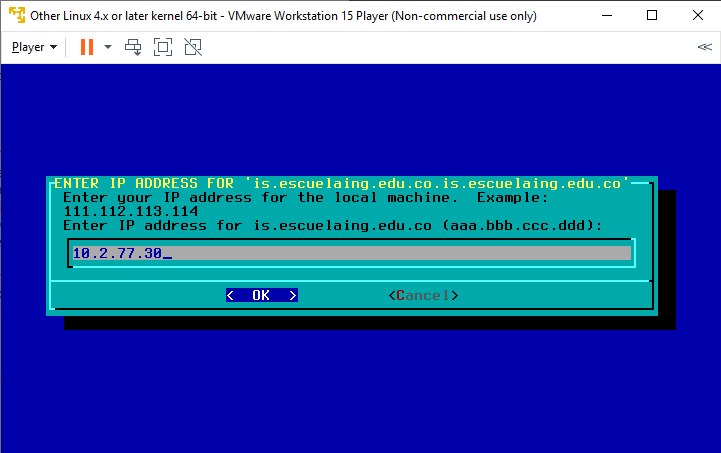 Other Linux 4.x or later kernel 64-bit - VMware Workstation 15 Player (Non-commercial use only)
Player
ENTER IP ADDRESS FOR 'is.escuelaing.edu.co.is.escuelaing.edu.co'
Enter your IP address for the local machine.  Example:
111.112.113.114
Enter IP address for is.escuelaing.edu.co (aaa.bbb.ccc.ddd):
10.2.77.30_
<  OK  > <Cancel>